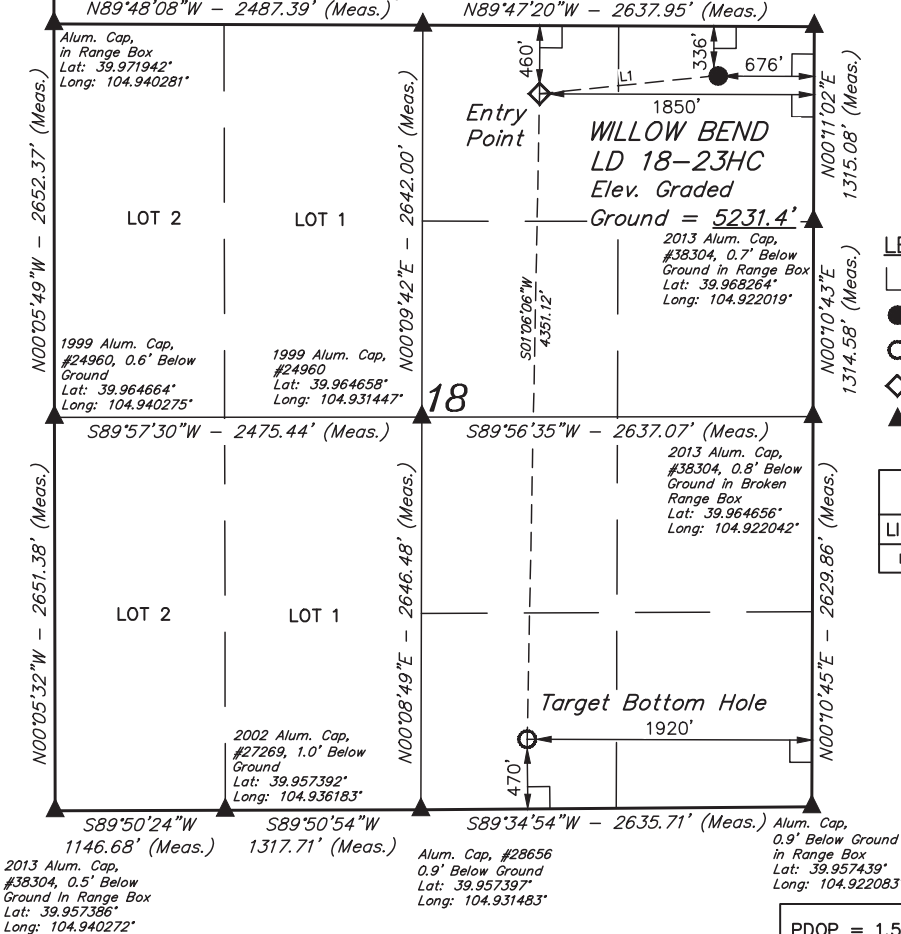 N89°48'08"W - 2487.39' (Meas.)
N89°47'20"W - 2637.95' (Meas.)
Alum. Cap,
in Range Box
Lat: 39.971942°
Long: 104.940281°
460'
336'
676'
L1
1850'
Entry
Point
WILLOW BEND
LD 18-23HC
Elev. Graded
Ground = 5231.4'
N00°11'02"E
1315.08' (Meas.)
N00°05'49"W - 2652.37' (Meas.)
LOT 2
LOT 1
N00°09'42"E - 2642.00' (Meas.)
2013 Alum. Cap,
#38304, 0.7' Below
Ground in Range Box
Lat: 39.968264°
Long: 104.922019°
S01°06'06"W
4351.12'
N00°10'43"E
1314.58' (Meas.)
1999 Alum. Cap,
#24960, 0.6' Below
Ground
Lat: 39.964664°
Long: 104.940275°
1999 Alum. Cap,
#24960
Lat: 39.964658°
Long: 104.931447°
18
S89°57'30"W - 2475.44' (Meas.)
S89°56'35"W - 2637.07' (Meas.)
2013 Alum. Cap,
#38304, 0.8' Below
Ground in Broken
Range Box
Lat: 39.964656°
Long: 104.922042°
N00°05'32"W - 2651.38' (Meas.)
LOT 2
LOT 1
N00°08'49"E - 2646.48' (Meas.)
N00°10'45"E - 2629.86' (Meas.)
Target Bottom Hole
1920'
470'
2002 Alum. Cap,
#27269, 1.0' Below
Ground
Lat: 39.957392°
Long: 104.936183°
S89°50'24"W
1146.68' (Meas.)
S89°50'54"W
1317.71' (Meas.)
S89°34'54"W - 2635.71' (Meas.)
2013 Alum. Cap,
#38304, 0.5' Below
Ground In Range Box
Lat: 39.957386°
Long: 104.940272°
Alum. Cap, #28656
0.9' Below Ground
Lat: 39.957397°
Long: 104.931483°
Alum. Cap,
0.9' Below Ground
in Range Box
Lat: 39.957439°
Long: 104.922083
LE
LI
PDOP = 1.5